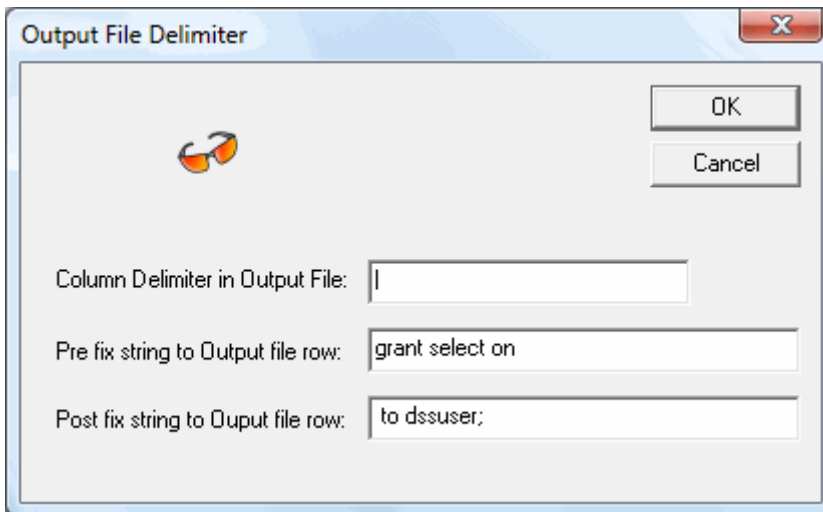 Output File Delimiter
OK
Cancel
Column Delimiter in Output File: |
Pre fix string to Output file row: grant select on
Post fix string to Ouput file row: to dssuser;